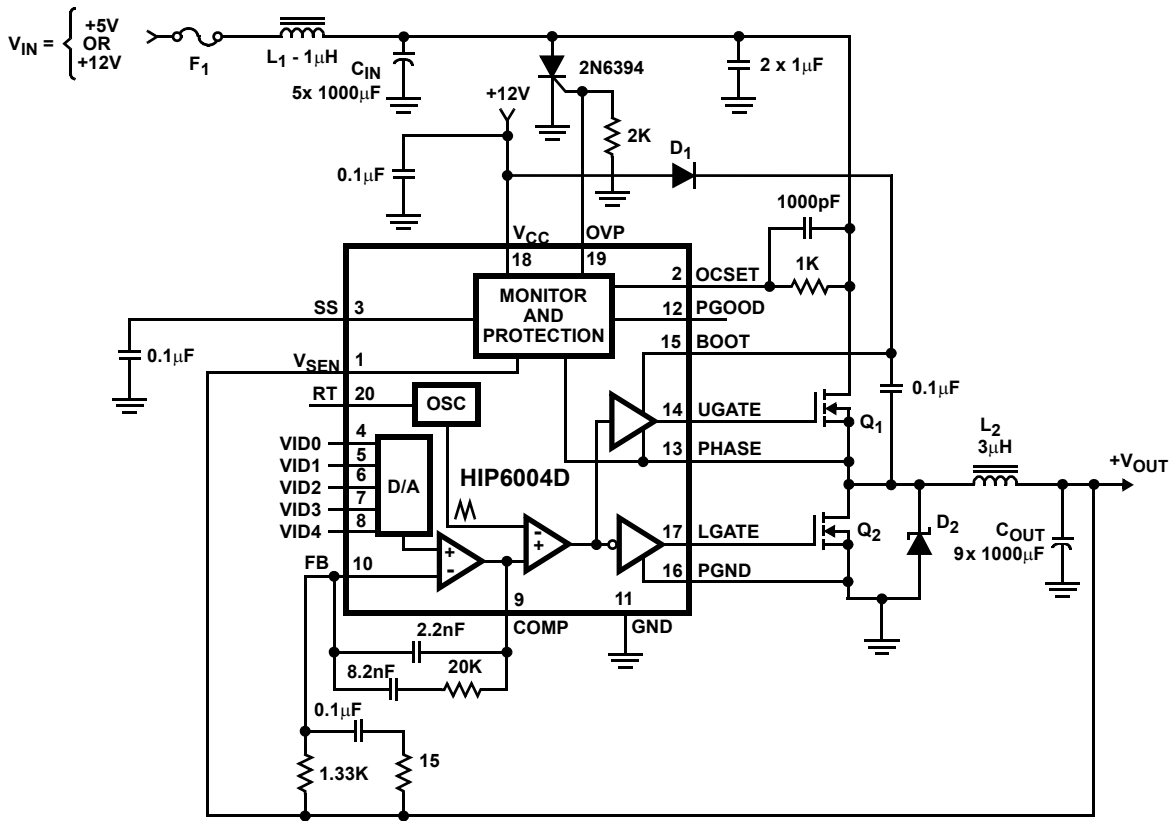 V_IN = { +5V
OR
+12V
F1
L1 - 1μH
C_IN
5x 1000μF
+12V
2N6394
2K
2 x 1μF
0.1μF
D1
1000pF
V_CC
OVP
18
19
2
OCSET
1K
MONITOR
AND
PROTECTION
SS
3
12
PGOOD
15
BOOT
0.1μF
V_SEN
1
0.1μF
RT
20
OSC
14
UGATE
Q1
L2
3μH
+V_OUT
13
PHASE
VID0
4
VID1
5
VID2
6
VID3
7
VID4
8
D/A
HIP6004D
17
LGATE
Q2
D2
C_OUT
9x 1000μF
+
-
-
+
FB
10
16
PGND
9
11
COMP
GND
2.2nF
8.2nF
20K
0.1μF
1.33K
15